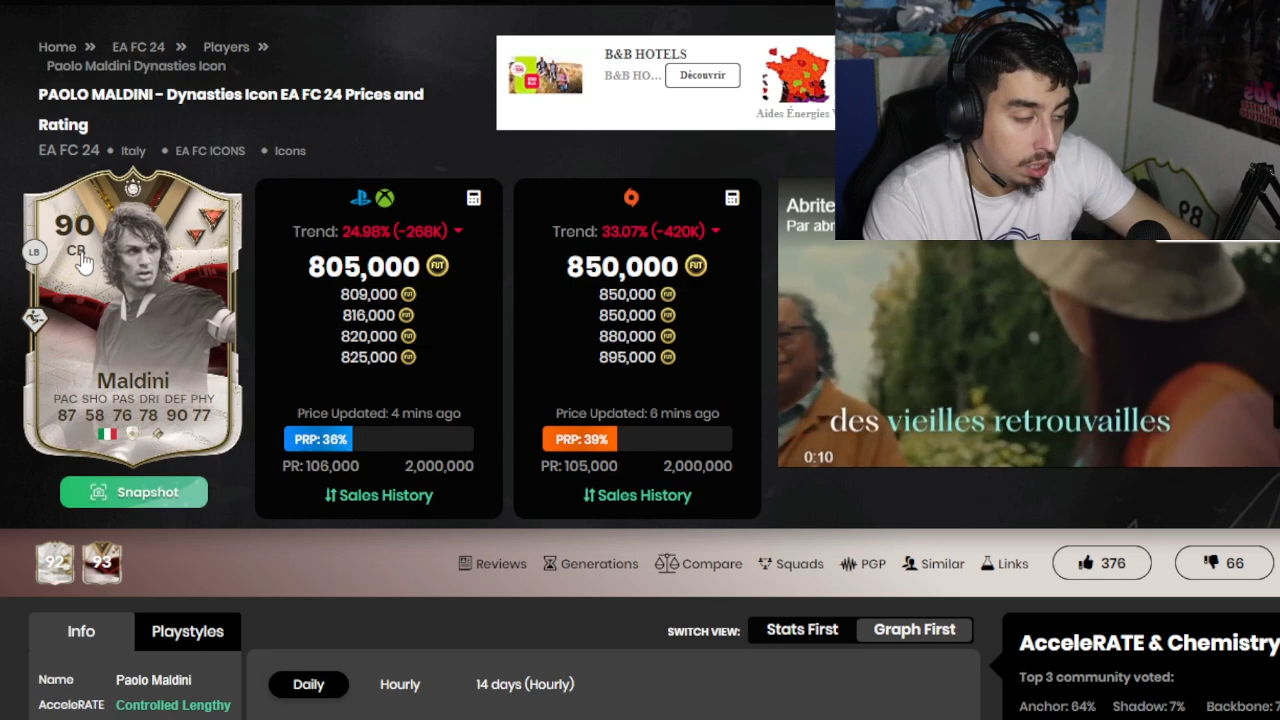 Home » EA FC 24 » Players »
Paolo Maldini Dynasties Icon
PAOLO MALDINI - Dynasties Icon EA FC 24 Prices and
Rating
EA FC 24 • Italy • EA FC ICONS • Icons
B&B HOTELS
B&B HO... Découvrir
Aides Énergies
90
CB
LB
Maldini
PAC SHO PAS DRI DEF PHY
87 58 76 78 90 77
Snapshot
Trend: 24.98% (-268K)
805,000 FUT
809,000
816,000
820,000
825,000
Price Updated: 4 mins ago
PRP: 36%
PR: 106,000 2,000,000
Sales History
Trend: 33.07% (-420K)
850,000 FUT
850,000
850,000
880,000
895,000
Price Updated: 6 mins ago
PRP: 39%
PR: 105,000 2,000,000
Sales History
Abrite
Par abr
des vieilles retrouvailles
0:10
92 93
Reviews Generations Compare Squads PGP Similar Links 376 66
Info Playstyles
SWITCH VIEW: Stats First Graph First
Name Paolo Maldini
AcceleRATE Controlled Lengthy
Daily Hourly 14 days (Hourly)
AcceleRATE & Chemistry
Top 3 community voted:
Anchor: 64% Shadow: 7% Backbone: 7